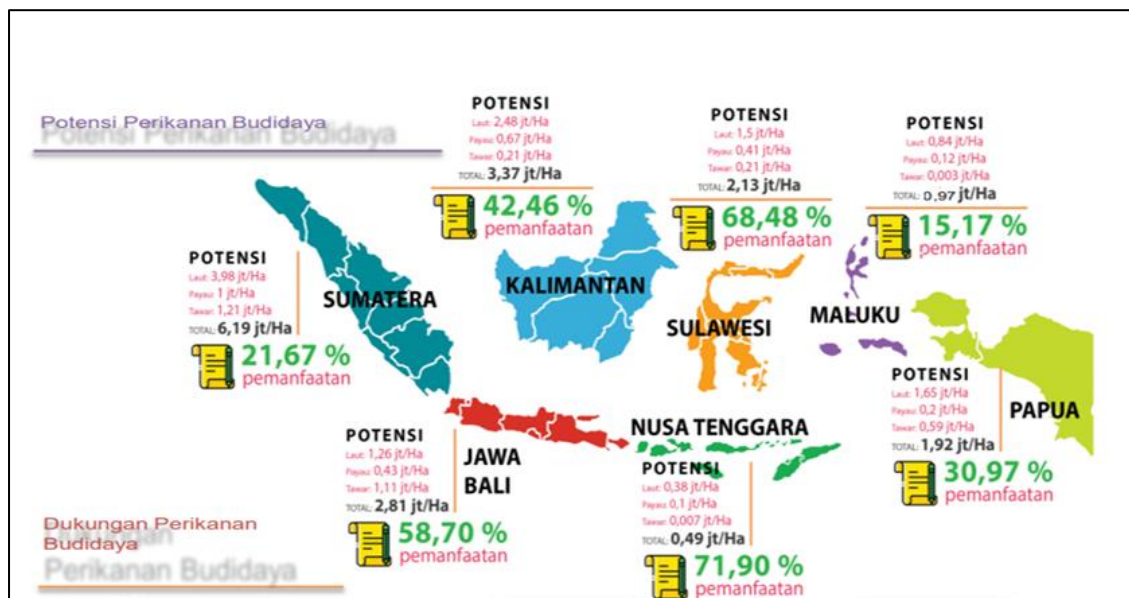 Potensi Perikanan Budidaya
POTENSI
Laut: 2,48 jt/Ha
Payau: 0,67 jt/Ha
Tawar: 0,21 jt/Ha
TOTAL: 3,37 jt/Ha
42,46 %
pemanfaatan
POTENSI
Laut: 1,5 jt/Ha
Payau: 0,41 jt/Ha
Tawar: 0,21 jt/Ha
TOTAL: 2,13 jt/Ha
68,48 %
pemanfaatan
POTENSI
Laut: 0,84 jt/Ha
Payau: 0,12 jt/Ha
Tawar: 0,003 jt/Ha
TOTAL: 0,97 jt/Ha
15,17 %
pemanfaatan
POTENSI
Laut: 3,98 jt/Ha
Payau: 1 jt/Ha
Tawar: 1,21 jt/Ha
TOTAL: 6,19 jt/Ha
21,67 %
pemanfaatan
SUMATERA
KALIMANTAN
SULAWESI
MALUKU
PAPUA
POTENSI
Laut: 1,65 jt/Ha
Payau: 0,2 jt/Ha
Tawar: 0,59 jt/Ha
TOTAL: 1,92 jt/Ha
30,97 %
pemanfaatan
POTENSI
Laut: 1,26 jt/Ha
Payau: 0,43 jt/Ha
Tawar: 1,11 jt/Ha
TOTAL: 2,81 jt/Ha
58,70 %
pemanfaatan
JAWA
BALI
NUSA TENGGARA
POTENSI
Laut: 0,38 jt/Ha
Payau: 0,1 jt/Ha
Tawar: 0,007 jt/Ha
TOTAL: 0,49 jt/Ha
71,90 %
pemanfaatan
Dukungan Perikanan
Budidaya